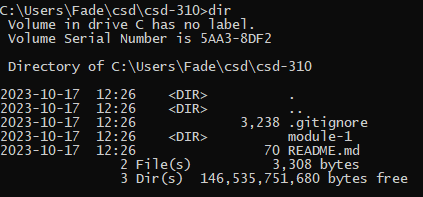 C:\Users\Fade\csd\csd-310>dir
 Volume in drive C has no label.
 Volume Serial Number is 5AA3-8DF2

 Directory of C:\Users\Fade\csd\csd-310

2023-10-17  12:26    <DIR>          .
2023-10-17  12:26    <DIR>          ..
2023-10-17  12:26             3,238 .gitignore
2023-10-17  12:26    <DIR>          module-1
2023-10-17  12:26                70 README.md
               2 File(s)          3,308 bytes
               3 Dir(s)  146,535,751,680 bytes free